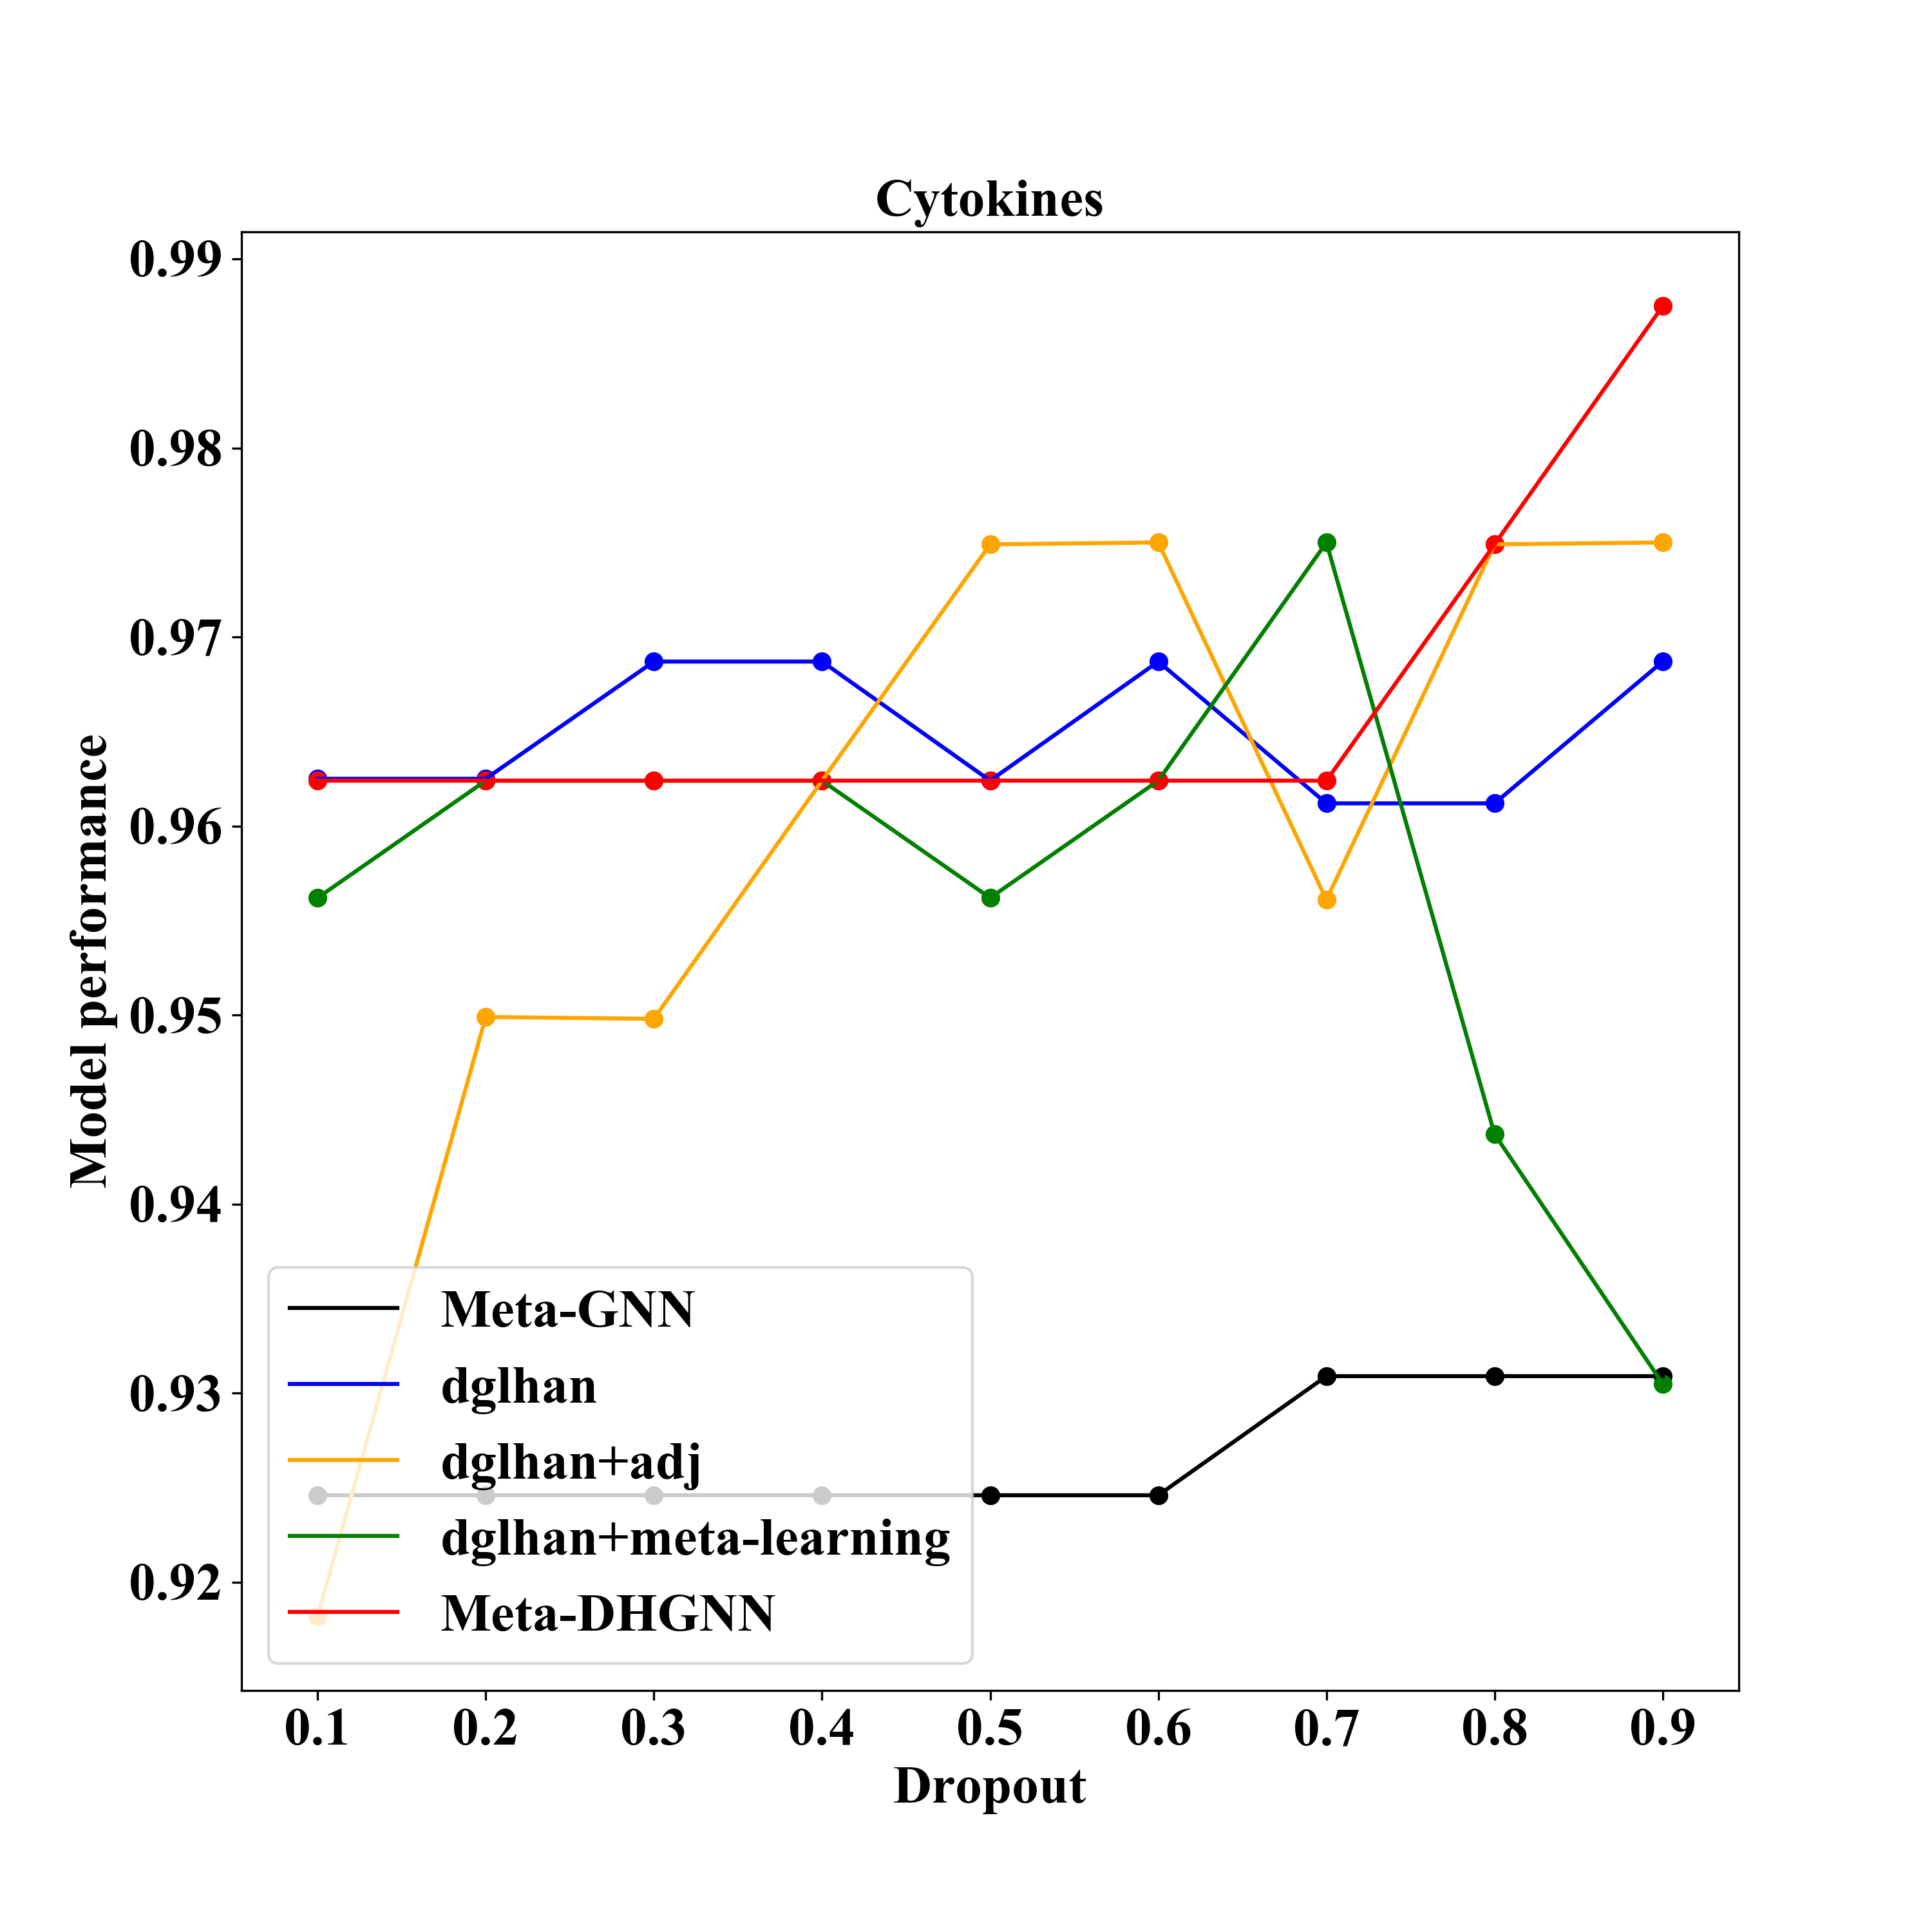 Cytokines
0.99
0.98
0.97
0.96
0.95
0.94
0.93
0.92
Model performance
Meta-GNN
dglhan
dglhan+adj
dglhan+meta-learning
Meta-DHGNN
0.1 0.2 0.3 0.4 0.5 0.6 0.7 0.8 0.9
Dropout